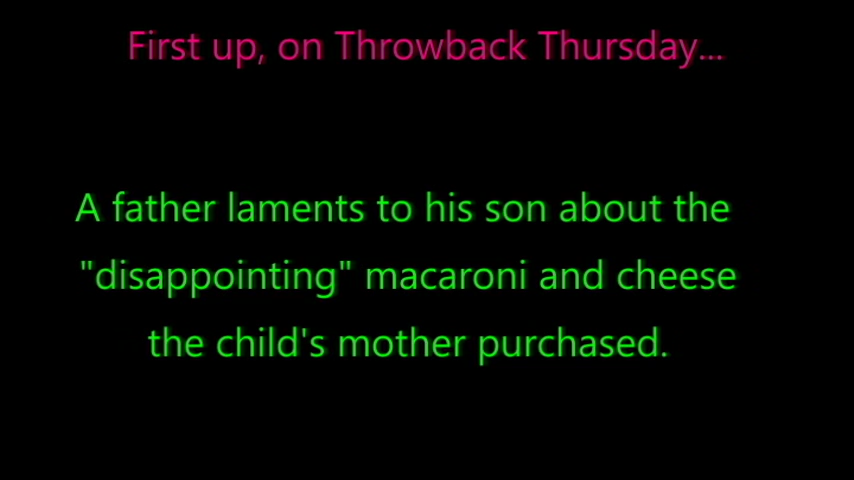 First up, on Throwback Thursday...
A father laments to his son about the
"disappointing" macaroni and cheese
the child's mother purchased.